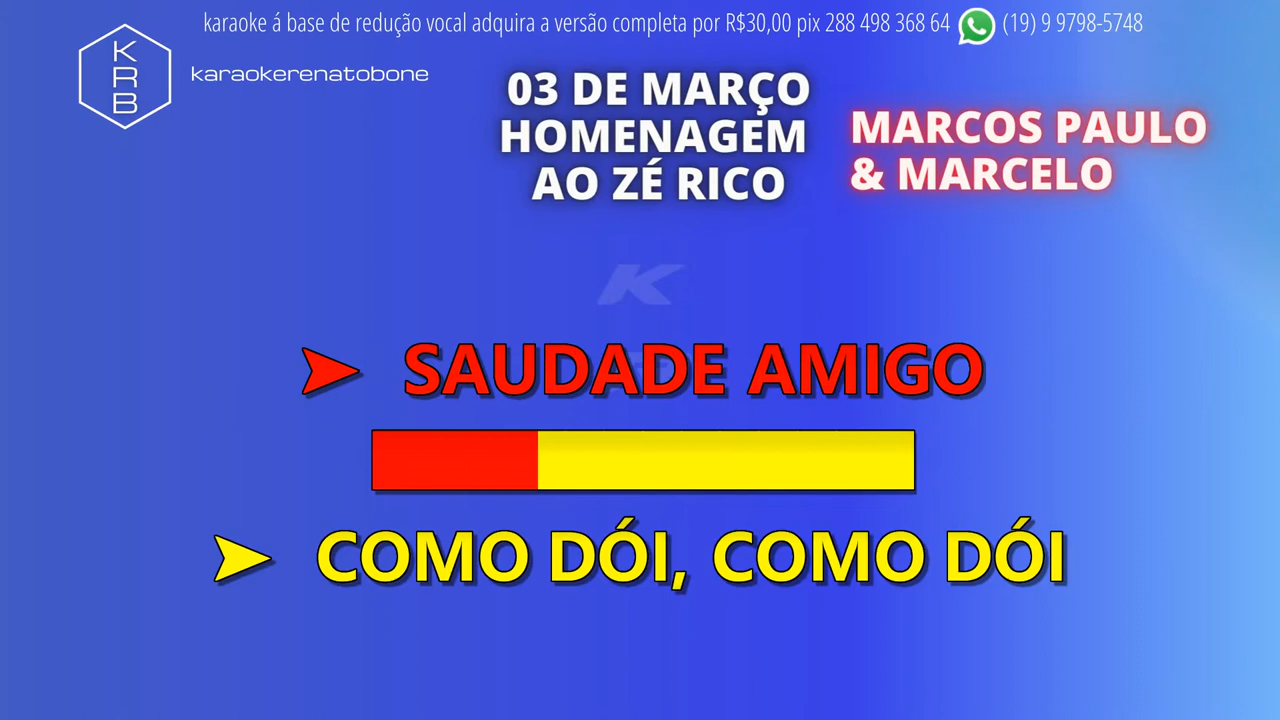 karaoke á base de redução vocal adquira a versão completa por R$30,00 pix 288 498 368 64 (19) 9 9798-5748
K
R
B
karaokerenatobone
03 DE MARÇO
HOMENAGEM
AO ZÉ RICO
MARCOS PAULO
& MARCELO
K
➤ SAUDADE AMIGO
➤ COMO DÓI, COMO DÓI